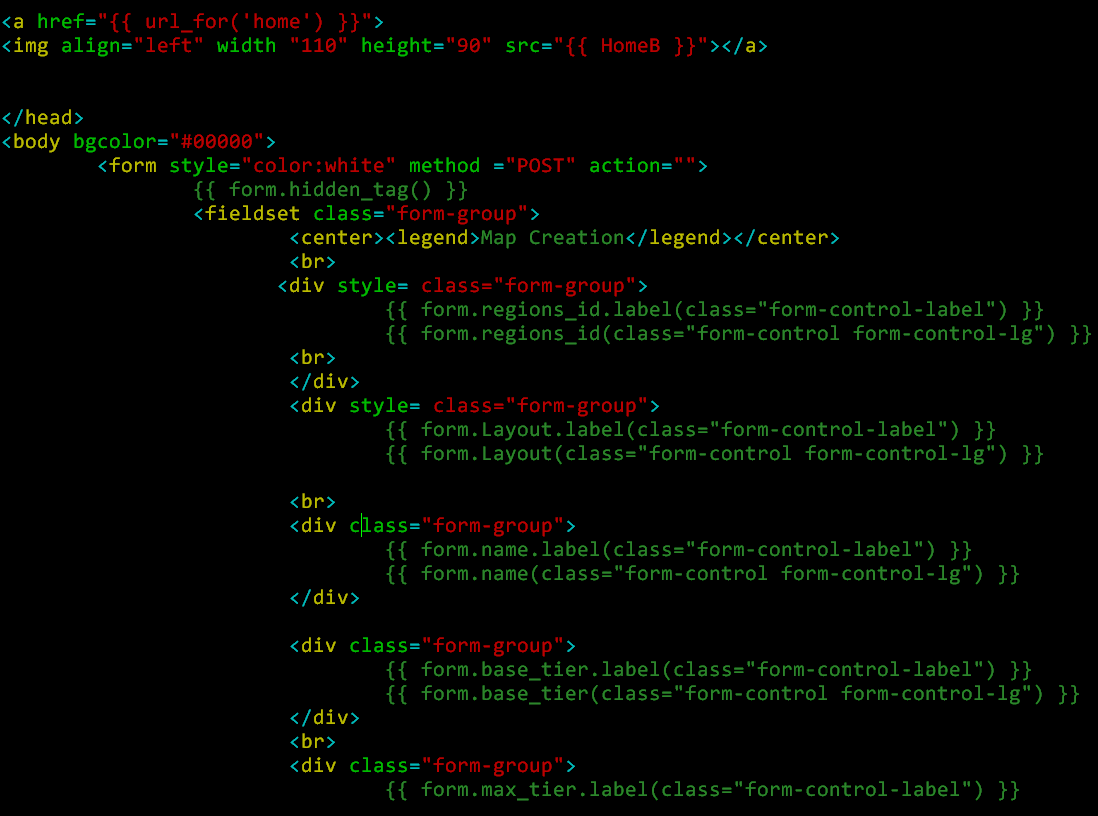 <a href="{{ url_for('home') }}">
<img align="left" width "110" height="90" src="{{ HomeB }}"></a>
</head>
<body bgcolor="#00000">
<form style="color:white" method ="POST" action="">
{{ form.hidden_tag() }}
<fieldset class="form-group">
<center><legend>Map Creation</legend></center>
<br>
<div style= class="form-group">
{{ form.regions_id.label(class="form-control-label") }}
{{ form.regions_id(class="form-control form-control-lg") }}
<br>
</div>
<div style= class="form-group">
{{ form.Layout.label(class="form-control-label") }}
{{ form.Layout(class="form-control form-control-lg") }}
<br>
<div class="form-group">
{{ form.name.label(class="form-control-label") }}
{{ form.name(class="form-control form-control-lg") }}
</div>
<div class="form-group">
{{ form.base_tier.label(class="form-control-label") }}
{{ form.base_tier(class="form-control form-control-lg") }}
</div>
<br>
<div class="form-group">
{{ form.max_tier.label(class="form-control-label") }}